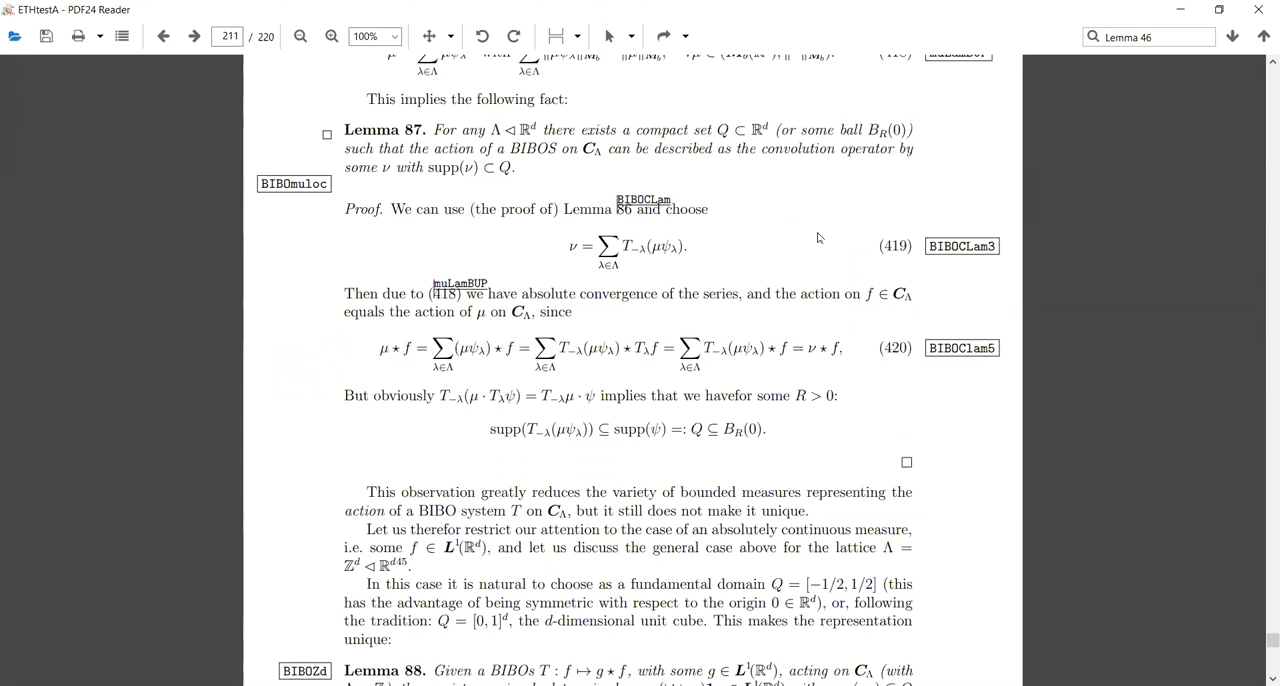 ETHtestA - PDF24 Reader
211 / 220
100%
Lemma 46
This implies the following fact:
Lemma 87. For any Λ ◁ ℝᵈ there exists a compact set Q ⊂ ℝᵈ (or some ball B_R(0))
such that the action of a BIBOS on C_Λ can be described as the convolution operator by
some ν with supp(ν) ⊂ Q.
BIBOmuloc
BIBOCLam
Proof. We can use (the proof of) Lemma 86 and choose
ν = ∑_{λ∈Λ} T_{−λ}(μψ_λ). (419) BIBOCLam3
muLamBUP
Then due to (418) we have absolute convergence of the series, and the action on f ∈ C_Λ
equals the action of μ on C_Λ, since
μ ⋆ f = ∑_{λ∈Λ} (μψ_λ) ⋆ f = ∑_{λ∈Λ} T_{−λ}(μψ_λ) ⋆ T_λ f = ∑_{λ∈Λ} T_{−λ}(μψ_λ) ⋆ f = ν ⋆ f, (420) BIBOClam5
But obviously T_{−λ}(μ · T_λψ) = T_{−λ}μ · ψ implies that we havefor some R > 0:
supp(T_{−λ}(μψ_λ)) ⊆ supp(ψ) =: Q ⊆ B_R(0).
□
This observation greatly reduces the variety of bounded measures representing the
action of a BIBO system T on C_Λ, but it still does not make it unique.
Let us therefor restrict our attention to the case of an absolutely continuous measure,
i.e. some f ∈ L¹(ℝᵈ), and let us discuss the general case above for the lattice Λ =
ℤᵈ ◁ ℝᵈ⁴⁵.
In this case it is natural to choose as a fundamental domain Q = [−1/2, 1/2] (this
has the advantage of being symmetric with respect to the origin 0 ∈ ℝᵈ), or, following
the tradition: Q = [0, 1]ᵈ, the d-dimensional unit cube. This makes the representation
unique:
BIBOZd Lemma 88. Given a BIBOs T : f ↦ g ⋆ f, with some g ∈ L¹(ℝᵈ), acting on C_Λ (with